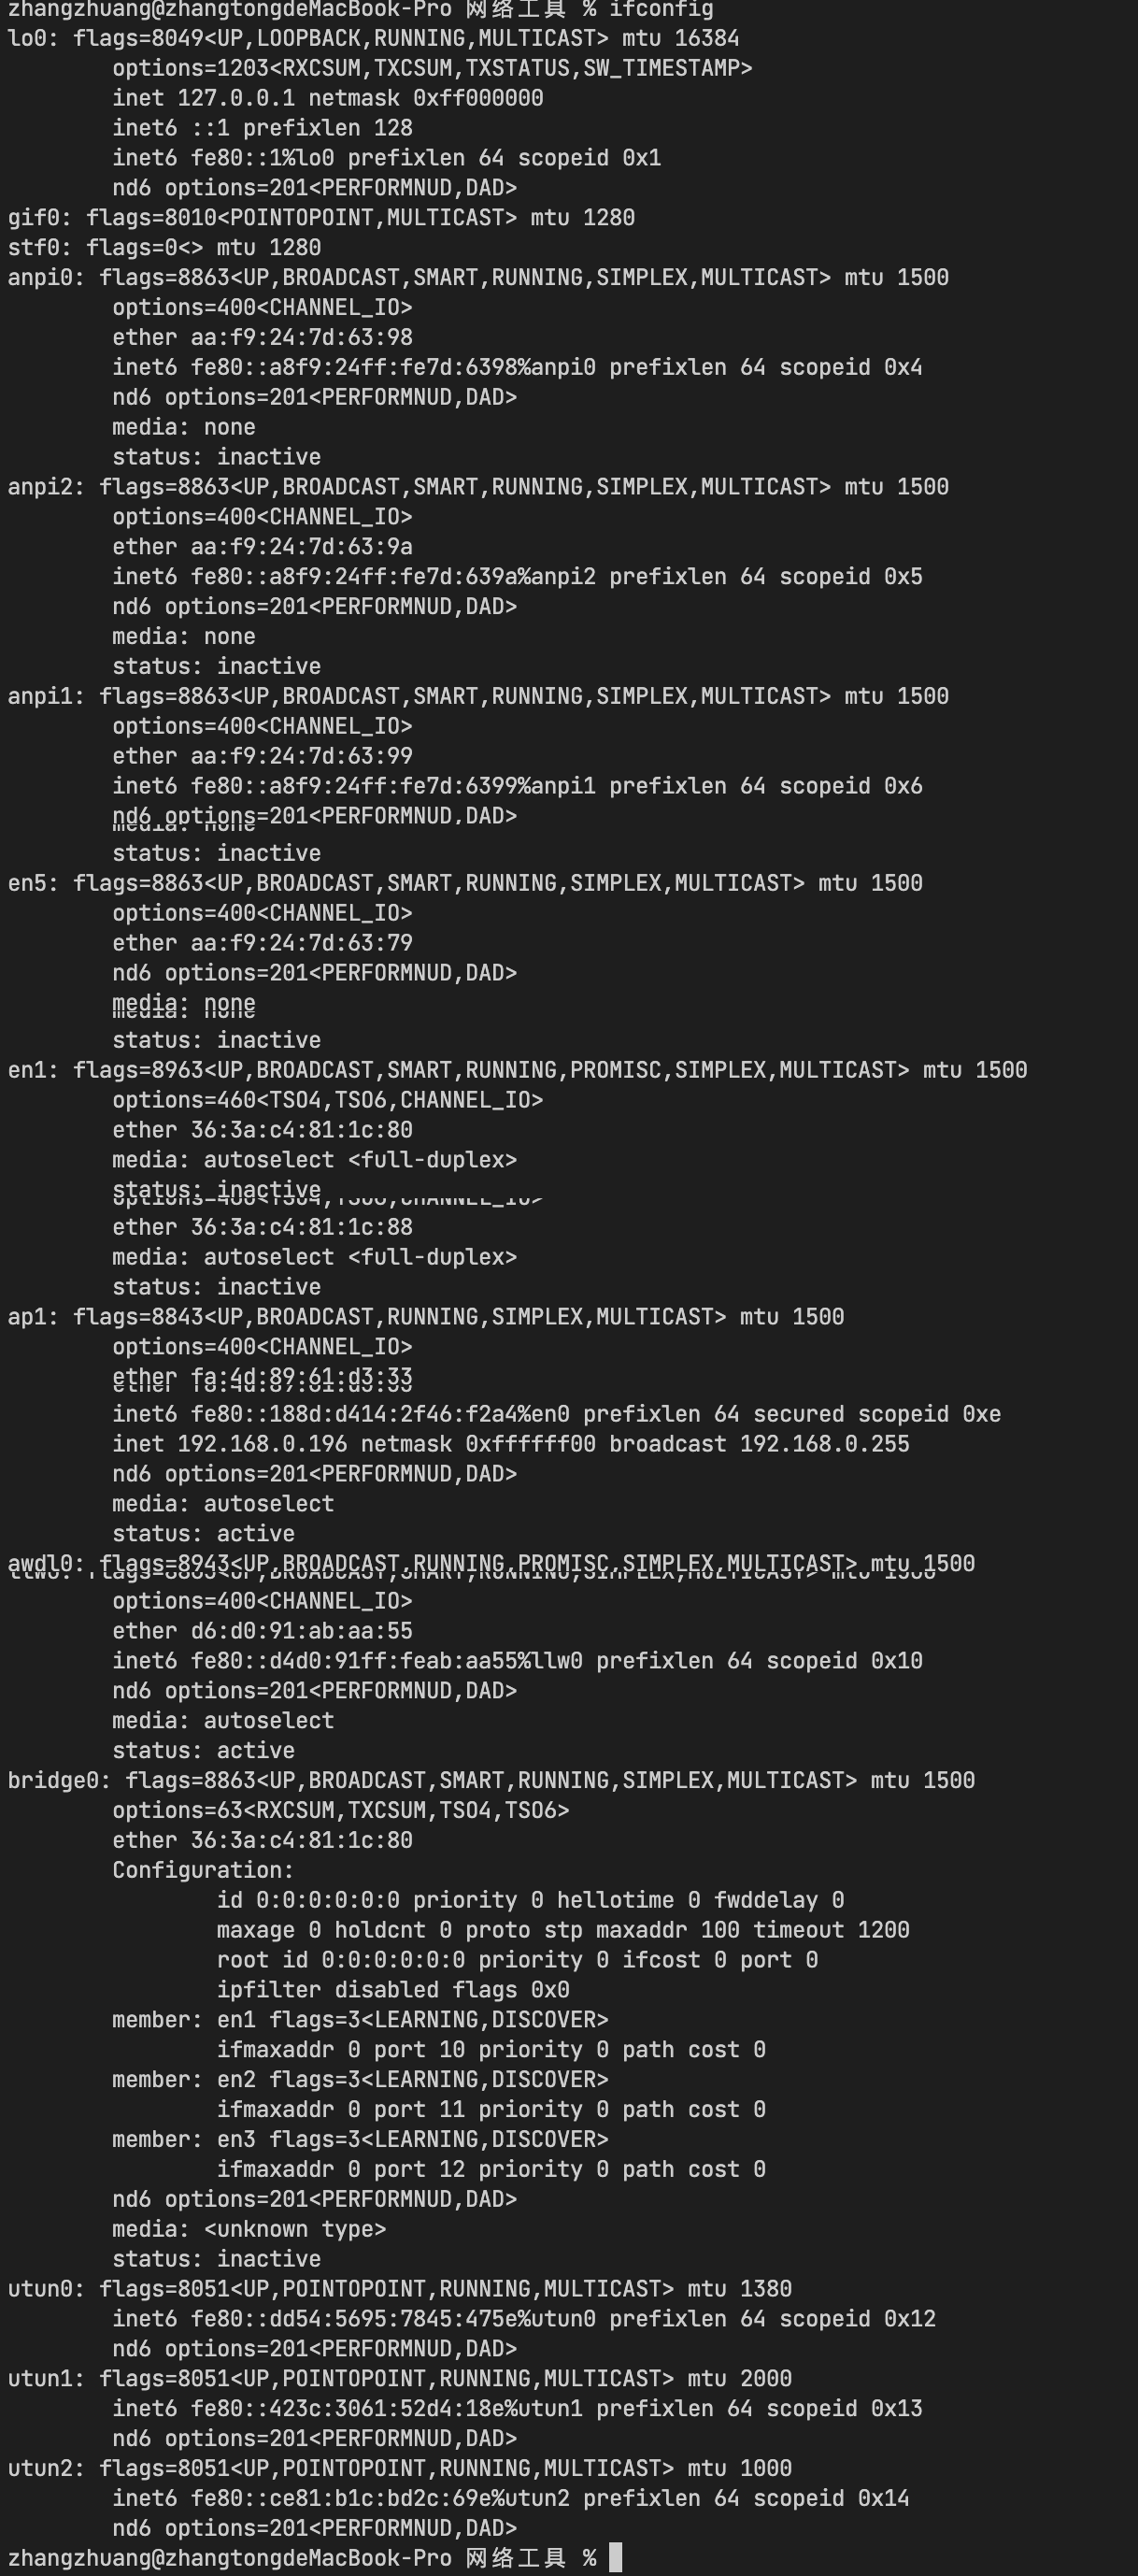 zhangzhuang@zhangtongdeMacBook-Pro 网络工具 % ifconfig
lo0: flags=8049<UP,LOOPBACK,RUNNING,MULTICAST> mtu 16384
options=1203<RXCSUM,TXCSUM,TXSTATUS,SW_TIMESTAMP>
inet 127.0.0.1 netmask 0xff000000
inet6 ::1 prefixlen 128
inet6 fe80::1%lo0 prefixlen 64 scopeid 0x1
nd6 options=201<PERFORMNUD,DAD>
gif0: flags=8010<POINTOPOINT,MULTICAST> mtu 1280
stf0: flags=0<> mtu 1280
anpi0: flags=8863<UP,BROADCAST,SMART,RUNNING,SIMPLEX,MULTICAST> mtu 1500
options=400<CHANNEL_IO>
ether aa:f9:24:7d:63:98
inet6 fe80::a8f9:24ff:fe7d:6398%anpi0 prefixlen 64 scopeid 0x4
nd6 options=201<PERFORMNUD,DAD>
media: none
status: inactive
anpi2: flags=8863<UP,BROADCAST,SMART,RUNNING,SIMPLEX,MULTICAST> mtu 1500
options=400<CHANNEL_IO>
ether aa:f9:24:7d:63:9a
inet6 fe80::a8f9:24ff:fe7d:639a%anpi2 prefixlen 64 scopeid 0x5
nd6 options=201<PERFORMNUD,DAD>
media: none
status: inactive
anpi1: flags=8863<UP,BROADCAST,SMART,RUNNING,SIMPLEX,MULTICAST> mtu 1500
options=400<CHANNEL_IO>
ether aa:f9:24:7d:63:99
inet6 fe80::a8f9:24ff:fe7d:6399%anpi1 prefixlen 64 scopeid 0x6
nd6 options=201<PERFORMNUD,DAD>
media: none
status: inactive
en5: flags=8863<UP,BROADCAST,SMART,RUNNING,SIMPLEX,MULTICAST> mtu 1500
options=400<CHANNEL_IO>
ether aa:f9:24:7d:63:79
nd6 options=201<PERFORMNUD,DAD>
media: none
media: none
status: inactive
en1: flags=8963<UP,BROADCAST,SMART,RUNNING,PROMISC,SIMPLEX,MULTICAST> mtu 1500
options=460<TSO4,TSO6,CHANNEL_IO>
ether 36:3a:c4:81:1c:80
media: autoselect <full-duplex>
status: inactive
options=460<TSO4,TSO6,CHANNEL_IO>
ether 36:3a:c4:81:1c:88
media: autoselect <full-duplex>
status: inactive
ap1: flags=8843<UP,BROADCAST,RUNNING,SIMPLEX,MULTICAST> mtu 1500
options=400<CHANNEL_IO>
ether fa:4d:89:61:d3:33
ether
inet6 fe80::188d:d414:2f46:f2a4%en0 prefixlen 64 secured scopeid 0xe
inet 192.168.0.196 netmask 0xffffff00 broadcast 192.168.0.255
nd6 options=201<PERFORMNUD,DAD>
media: autoselect
status: active
awdl0: flags=8943<UP,BROADCAST,RUNNING,PROMISC,SIMPLEX,MULTICAST> mtu 1500
llw0: flags=8863<UP,BROADCAST,SMART,RUNNING,SIMPLEX,MULTICAST> mtu 1500
options=400<CHANNEL_IO>
ether d6:d0:91:ab:aa:55
inet6 fe80::d4d0:91ff:feab:aa55%llw0 prefixlen 64 scopeid 0x10
nd6 options=201<PERFORMNUD,DAD>
media: autoselect
status: active
bridge0: flags=8863<UP,BROADCAST,SMART,RUNNING,SIMPLEX,MULTICAST> mtu 1500
options=63<RXCSUM,TXCSUM,TSO4,TSO6>
ether 36:3a:c4:81:1c:80
Configuration:
id 0:0:0:0:0:0 priority 0 hellotime 0 fwddelay 0
maxage 0 holdcnt 0 proto stp maxaddr 100 timeout 1200
root id 0:0:0:0:0:0 priority 0 ifcost 0 port 0
ipfilter disabled flags 0x0
member: en1 flags=3<LEARNING,DISCOVER>
ifmaxaddr 0 port 10 priority 0 path cost 0
member: en2 flags=3<LEARNING,DISCOVER>
ifmaxaddr 0 port 11 priority 0 path cost 0
member: en3 flags=3<LEARNING,DISCOVER>
ifmaxaddr 0 port 12 priority 0 path cost 0
nd6 options=201<PERFORMNUD,DAD>
media: <unknown type>
status: inactive
utun0: flags=8051<UP,POINTOPOINT,RUNNING,MULTICAST> mtu 1380
inet6 fe80::dd54:5695:7845:475e%utun0 prefixlen 64 scopeid 0x12
nd6 options=201<PERFORMNUD,DAD>
utun1: flags=8051<UP,POINTOPOINT,RUNNING,MULTICAST> mtu 2000
inet6 fe80::423c:3061:52d4:18e%utun1 prefixlen 64 scopeid 0x13
nd6 options=201<PERFORMNUD,DAD>
utun2: flags=8051<UP,POINTOPOINT,RUNNING,MULTICAST> mtu 1000
inet6 fe80::ce81:b1c:bd2c:69e%utun2 prefixlen 64 scopeid 0x14
nd6 options=201<PERFORMNUD,DAD>
zhangzhuang@zhangtongdeMacBook-Pro 网络工具 %